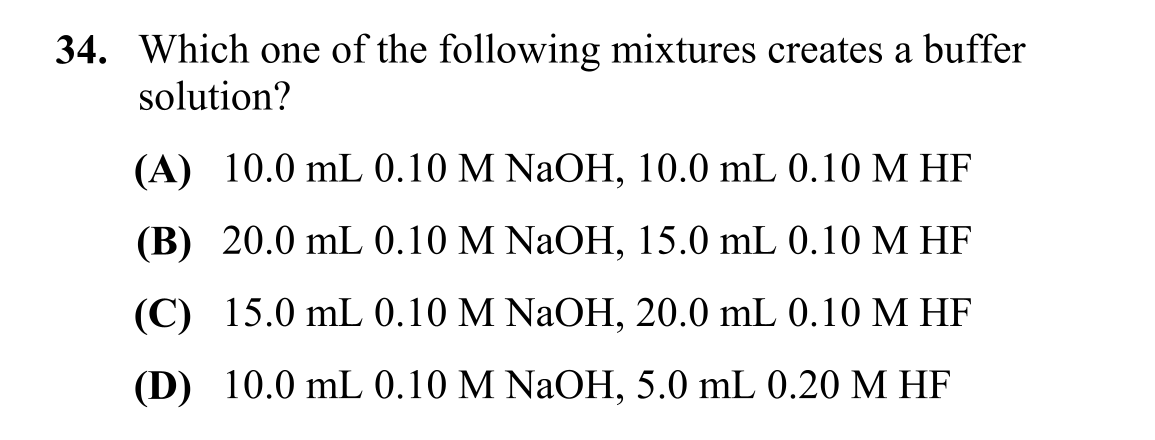 34. Which one of the following mixtures creates a buffer
solution?
(A) 10.0 mL 0.10 M NaOH, 10.0 mL 0.10 M HF
(B) 20.0 mL 0.10 M NaOH, 15.0 mL 0.10 M HF
(C) 15.0 mL 0.10 M NaOH, 20.0 mL 0.10 M HF
(D) 10.0 mL 0.10 M NaOH, 5.0 mL 0.20 M HF